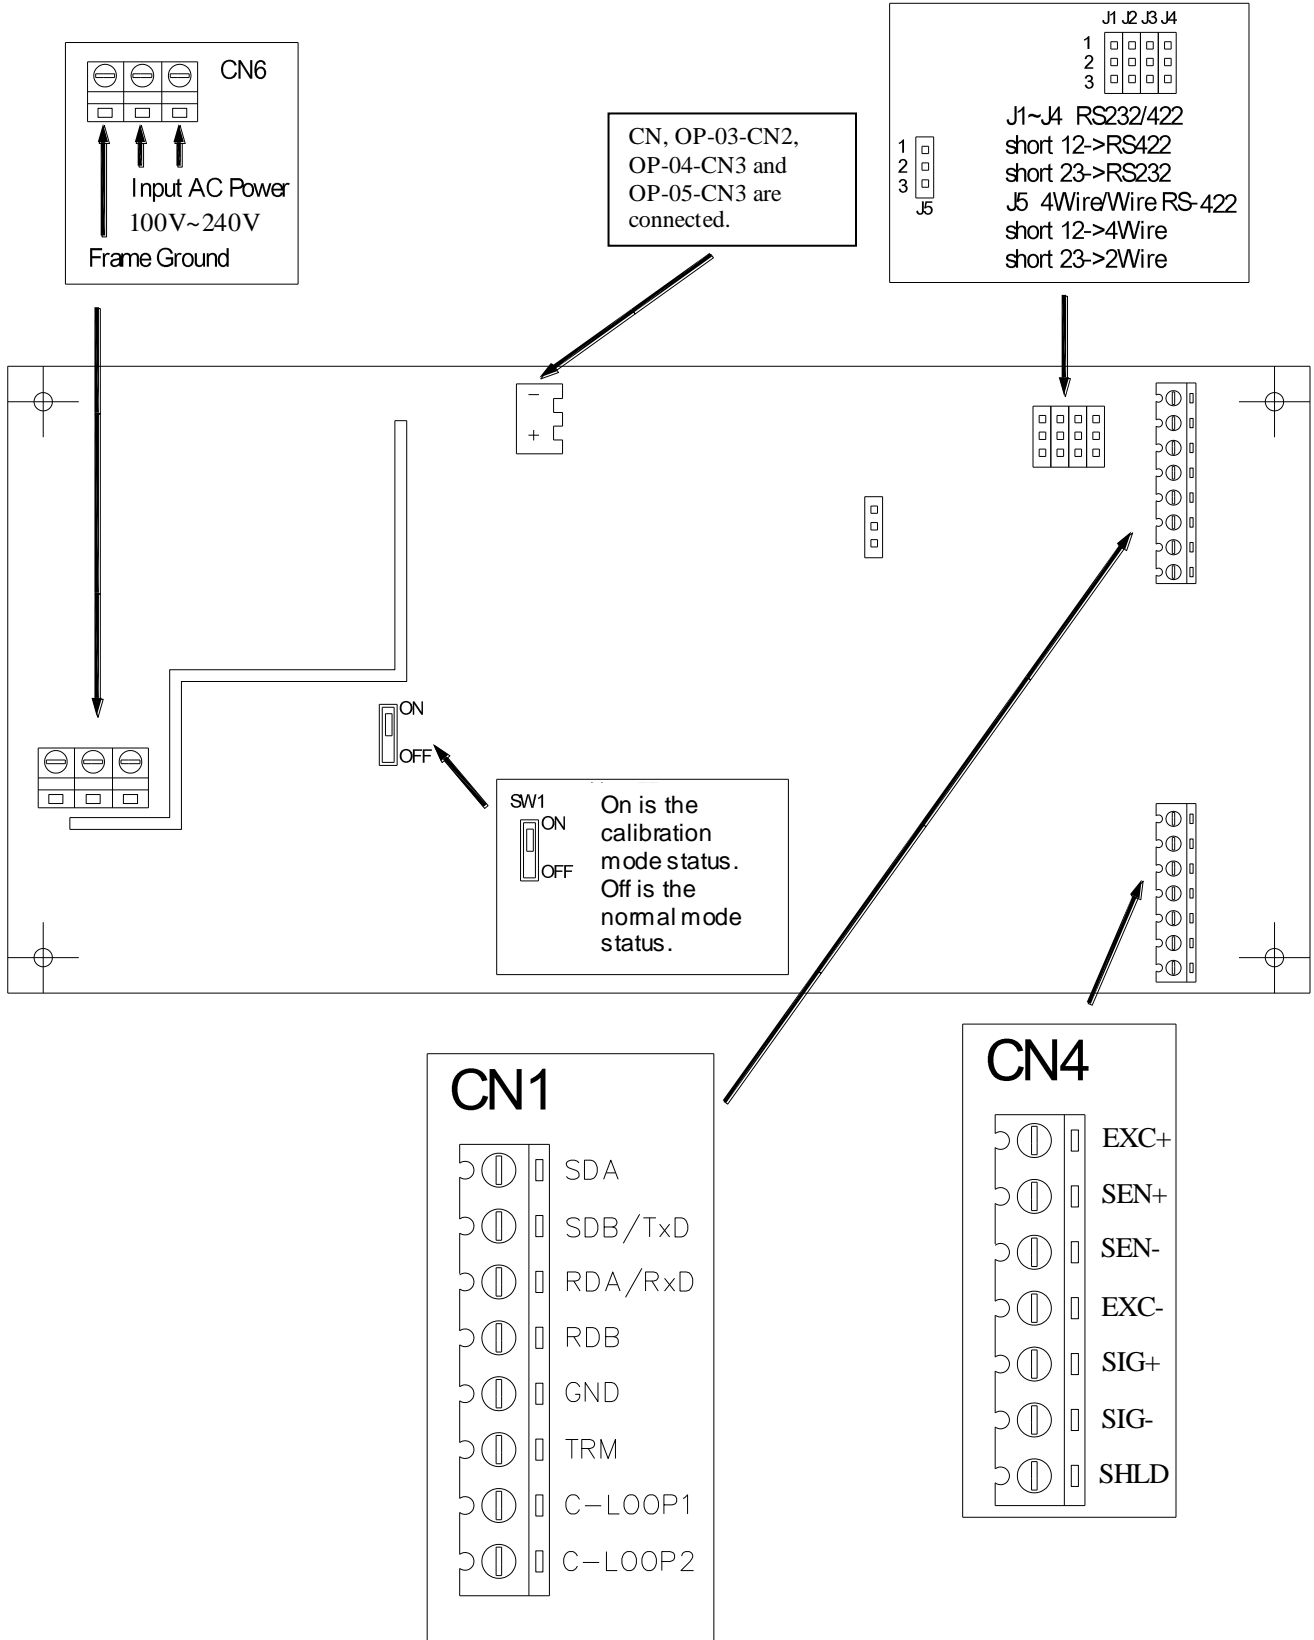 CN6
Input AC Power
100V~240V
Frame Ground
CN, OP-03-CN2,
OP-04-CN3 and
OP-05-CN3 are
connected.
J1 J2 J3 J4
1
2
3
J1~J4 RS232/422
short 12->RS422
short 23->RS232
J5 4Wire/Wire RS-422
short 12->4Wire
short 23->2Wire
1
2
3
J5
−
+
ON
OFF
SW1
ON
OFF
On is the
calibration
mode status.
Off is the
normal mode
status.
CN1
SDA
SDB/TxD
RDA/RxD
RDB
GND
TRM
C-LOOP1
C-LOOP2
CN4
EXC+
SEN+
SEN-
EXC-
SIG+
SIG-
SHLD